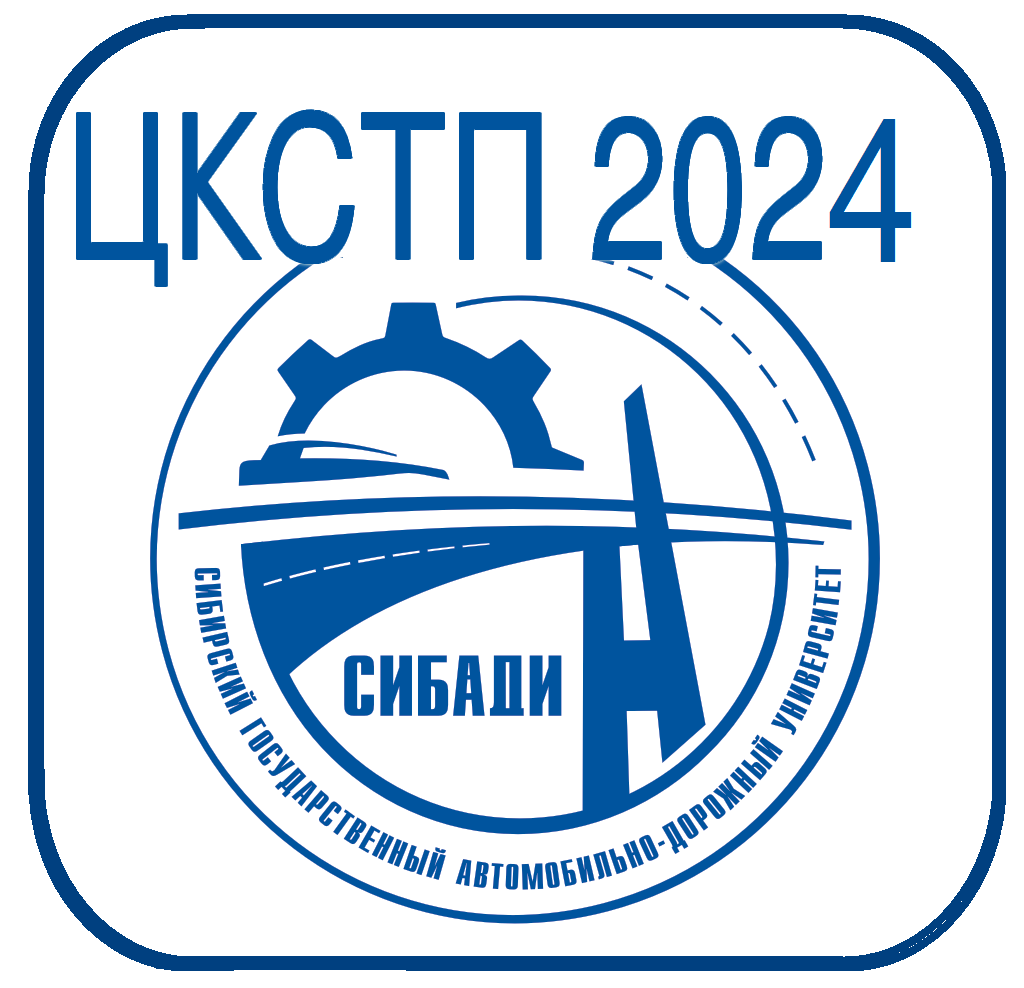 ЦКСТП 2024
СИБАДИ
СИБИРСКИЙ ГОСУДАРСТВЕННЫЙ АВТОМОБИЛЬНО-ДОРОЖНЫЙ УНИВЕРСИТЕТ